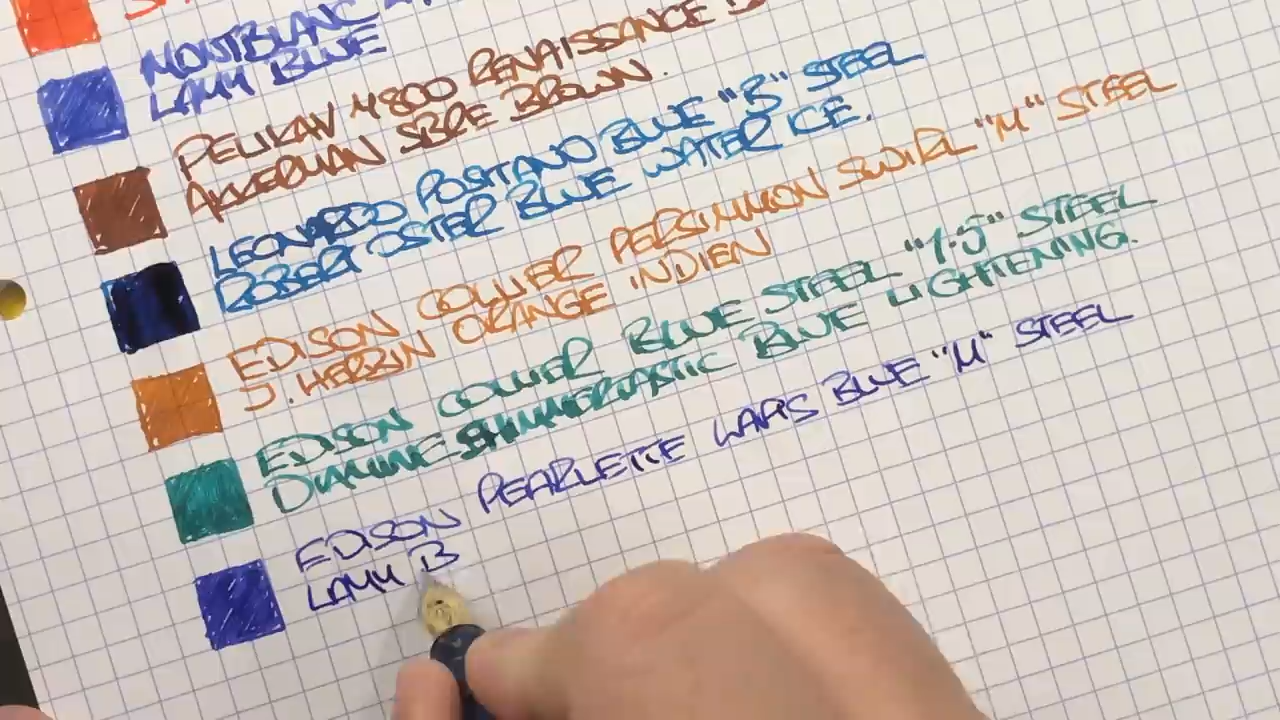 MONTBLANC
LAMY BLUE
PELIKAN M800 RENAISSANCE
AKKERMAN SBRE BROWN.
LEONARDO POSITANO BLUE "B" STEEL
ROBERT OSTER BLUE WATER ICE.
EDISON COLLIER PERSIMMON SWIRL "M" STEEL
J. HERBIN ORANGE INDIEN
EDISON COLLIER BLUE STEEL "1.5" STEEL
DIAMINE SHIMMERTASTIC BLUE LIGHTENING.
EDISON PEARLETTE LAPIS BLUE "M" STEEL
LAMY B